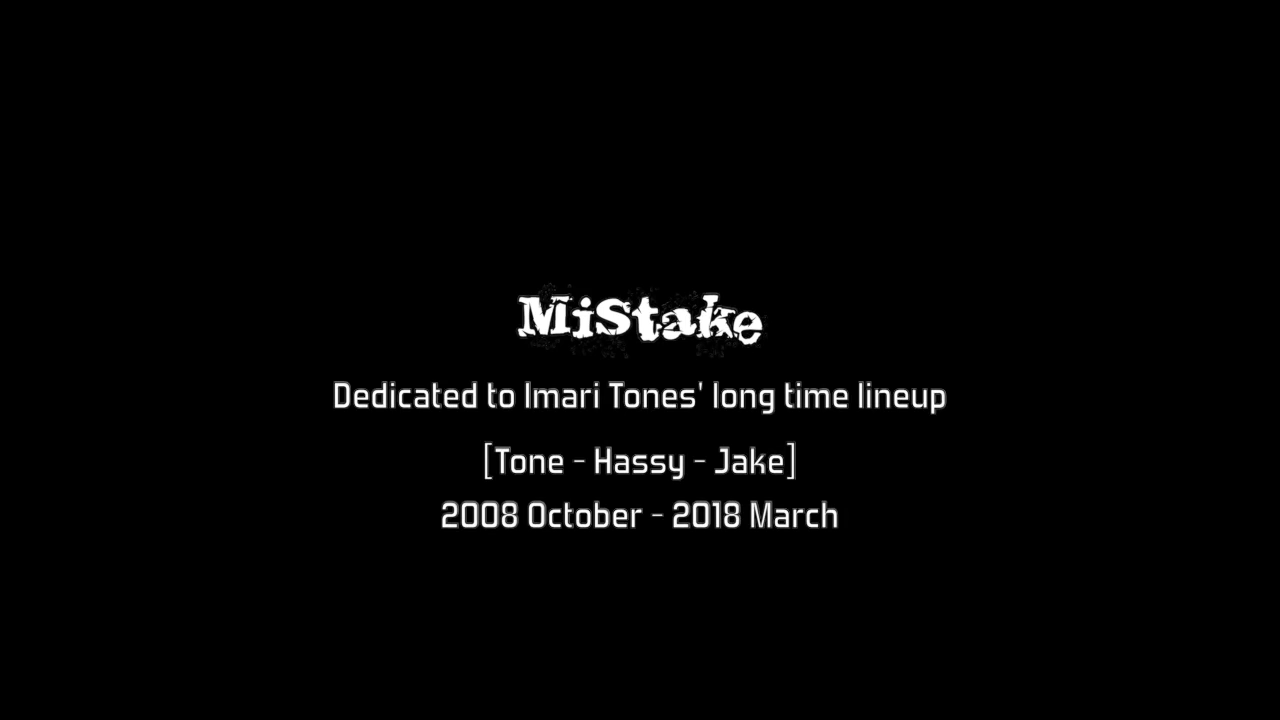 MiStake
Dedicated to Imari Tones' long time lineup
[Tone - Hassy - Jake]
2008 October - 2018 March